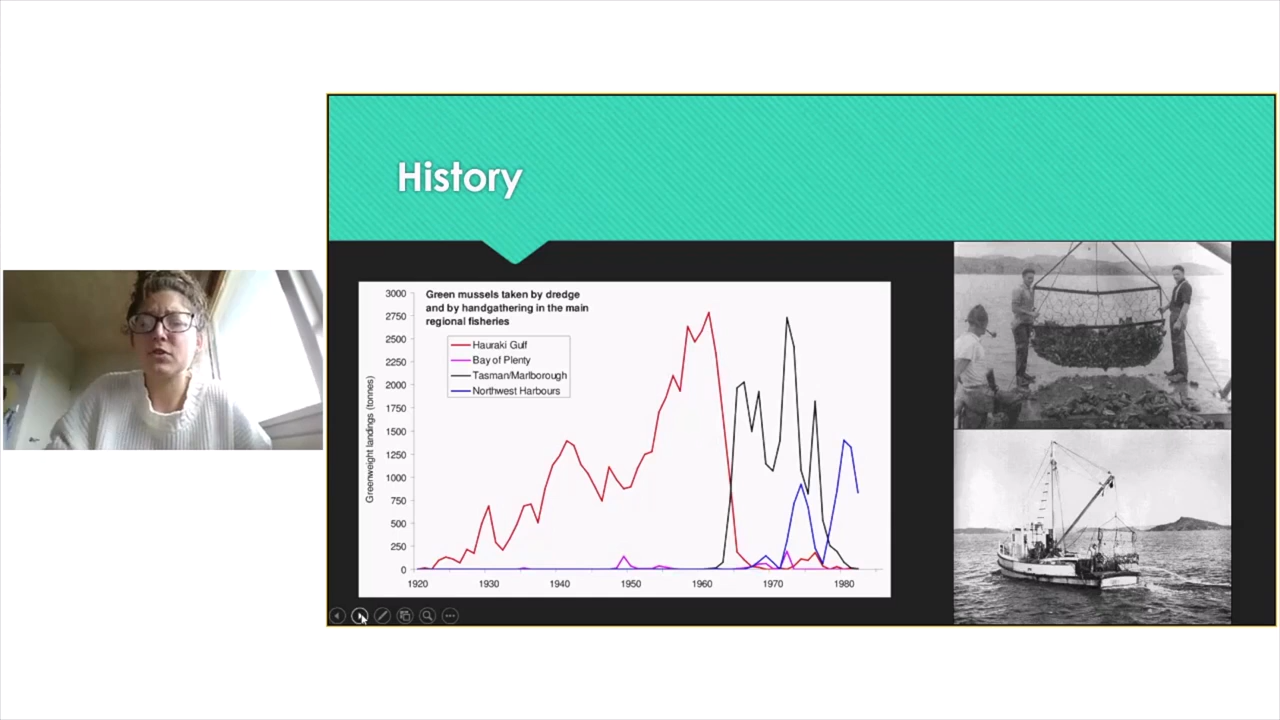 History
Green mussels taken by dredge
and by handgathering in the main
regional fisheries
Hauraki Gulf
Bay of Plenty
Tasman/Marlborough
Northwest Harbours
Greenweight landings (tonnes)
3000
2750
2500
2250
2000
1750
1500
1250
1000
750
500
250
0
1920 1930 1940 1950 1960 1970 1980